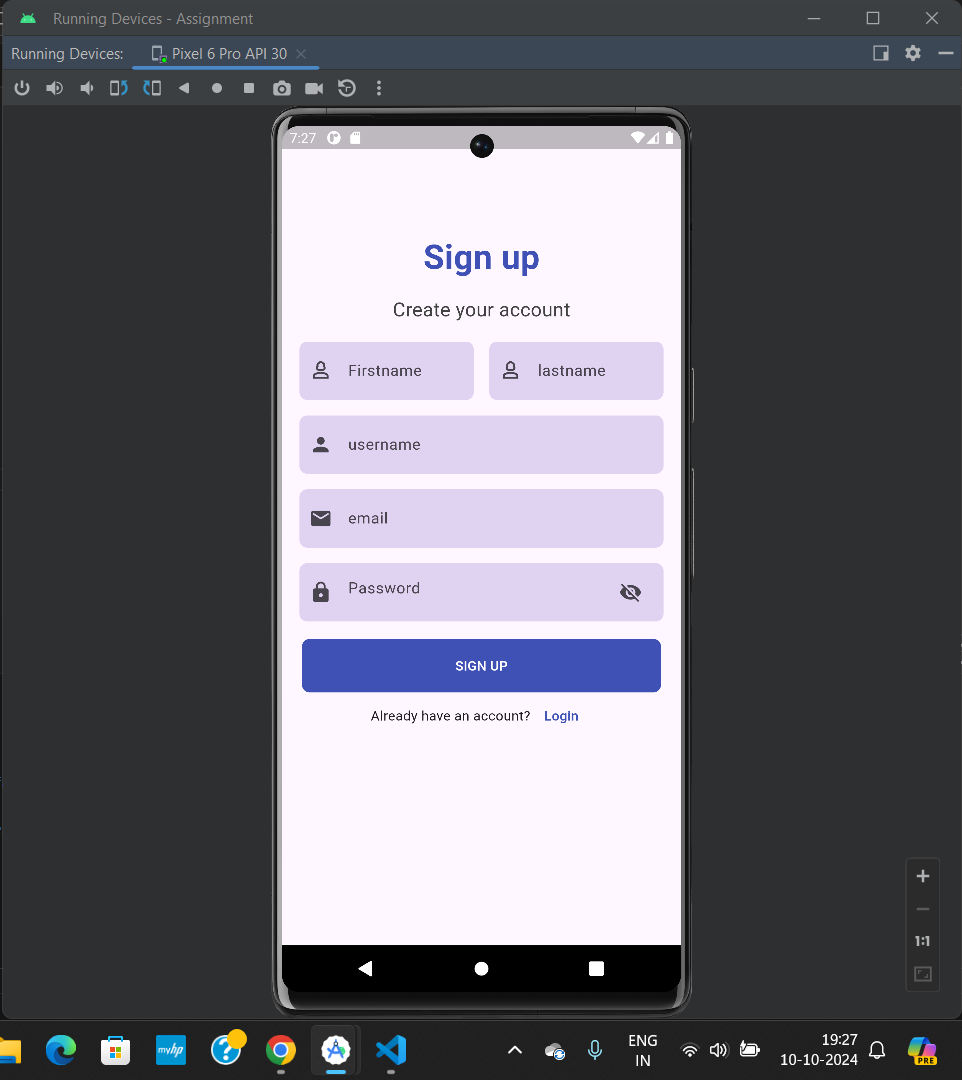 Running Devices - Assignment
Running Devices: Pixel 6 Pro API 30
7:27
Sign up
Create your account
Firstname lastname
username
email
Password
SIGN UP
Already have an account? Login
1:1
myhp
ENG
IN
19:27
10-10-2024
PRE